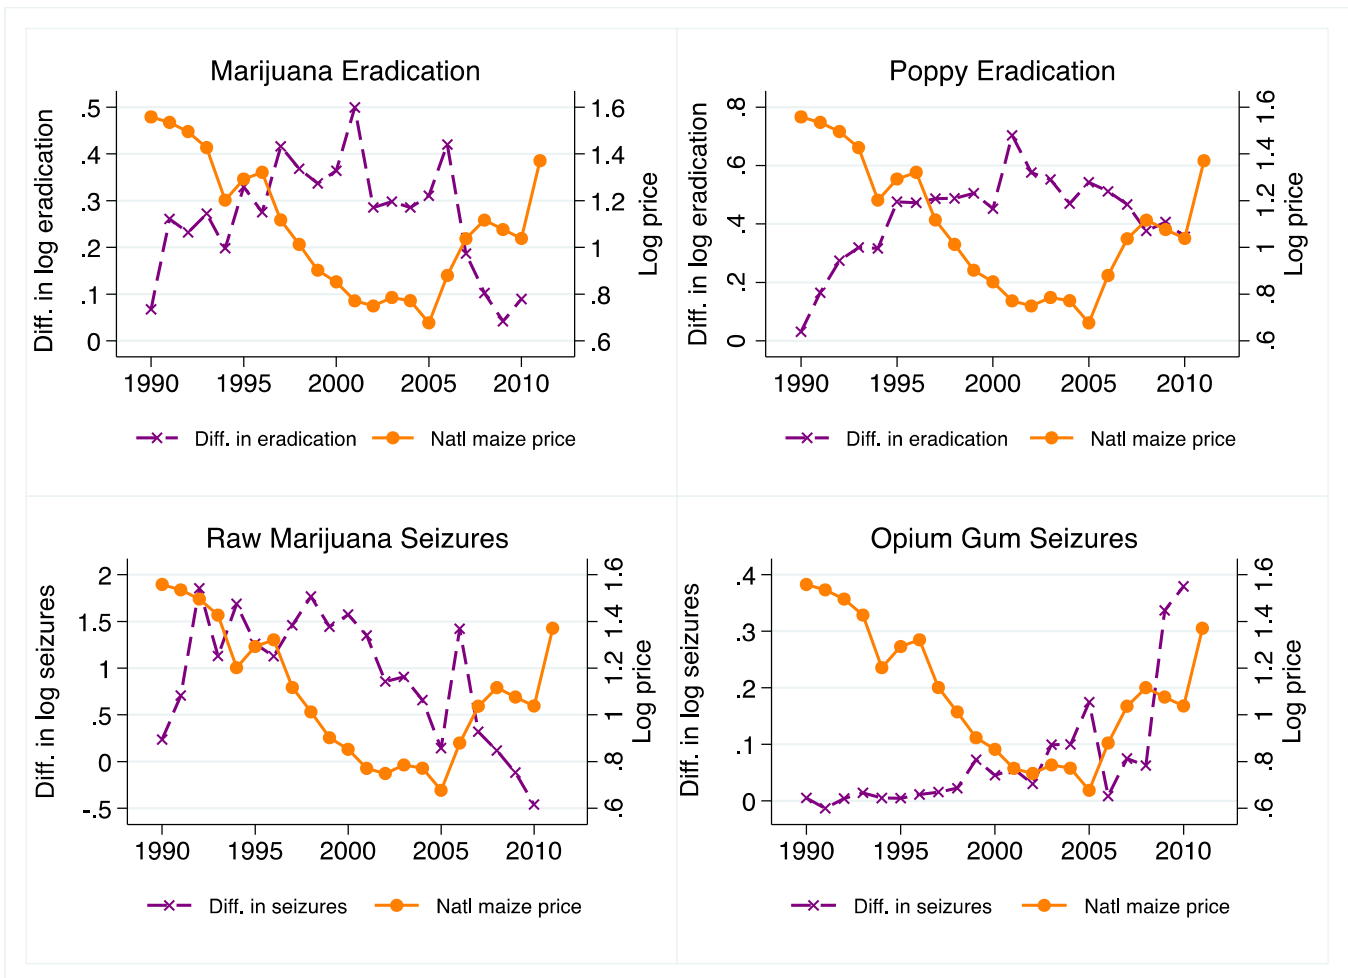 Marijuana Eradication
Diff. in log eradication
.5
.4
.3
.2
.1
0
1.6
1.4
1.2
1
.8
.6
Log price
1990 1995 2000 2005 2010
Diff. in eradication Natl maize price
Poppy Eradication
Diff. in log eradication
.8
.6
.4
.2
0
1.6
1.4
1.2
1
.8
.6
Log price
1990 1995 2000 2005 2010
Diff. in eradication Natl maize price
Raw Marijuana Seizures
Diff. in log seizures
2
1.5
1
.5
0
-.5
1.6
1.4
1.2
1
.8
.6
Log price
1990 1995 2000 2005 2010
Diff. in seizures Natl maize price
Opium Gum Seizures
Diff. in log seizures
.4
.3
.2
.1
0
1.6
1.4
1.2
1
.8
.6
Log price
1990 1995 2000 2005 2010
Diff. in seizures Natl maize price